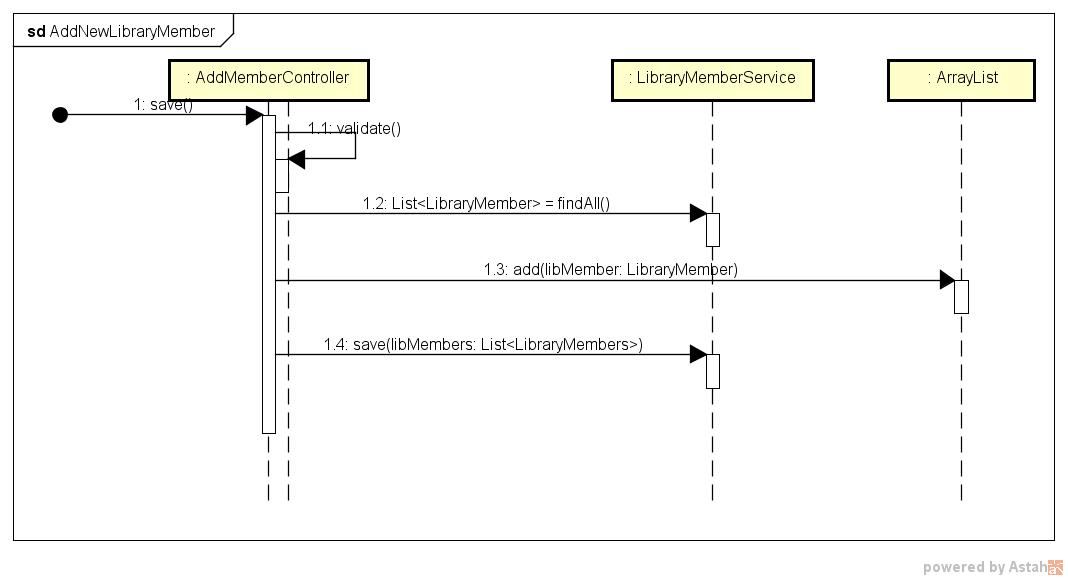 sd AddNewLibraryMember
: AddMemberController
: LibraryMemberService
: ArrayList
1: save()
1.1: validate()
1.2: List<LibraryMember> = findAll()
1.3: add(libMember: LibraryMember)
1.4: save(libMembers: List<LibraryMembers>)
powered by Astah